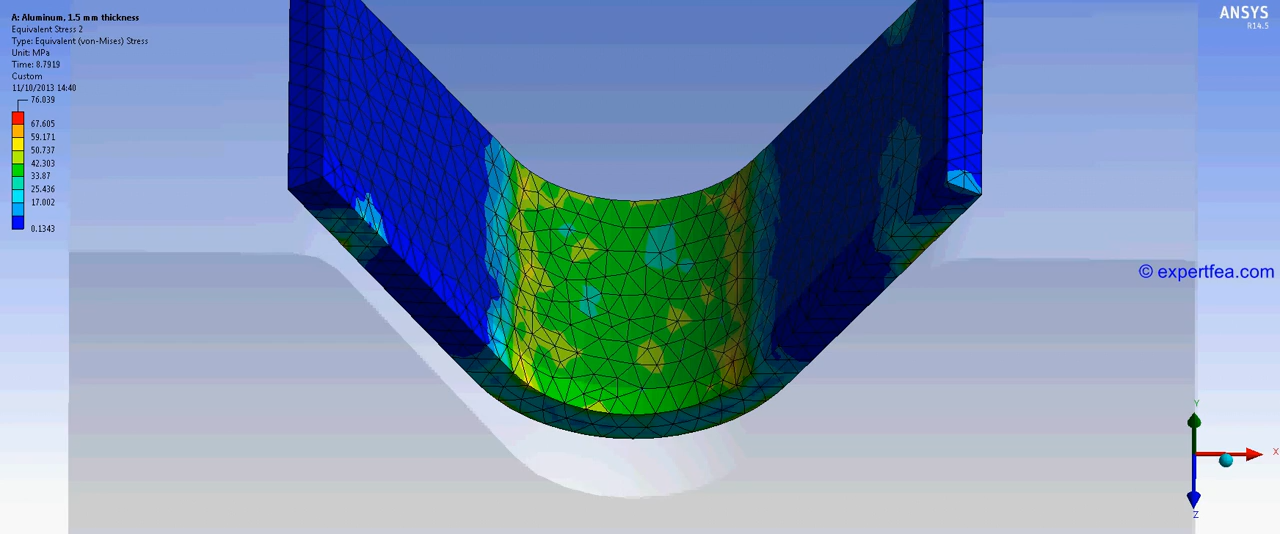 A: Aluminum, 1.5 mm thickness
Equivalent Stress 2
Type: Equivalent (von-Mises) Stress
Unit: MPa
Time: 8.7919
Custom
11/10/2013 14:40
76.039
67.605
59.171
50.737
42.303
33.87
25.436
17.002
0.1343
ANSYS
R14.5
© expertfea.com
Y
X
Z